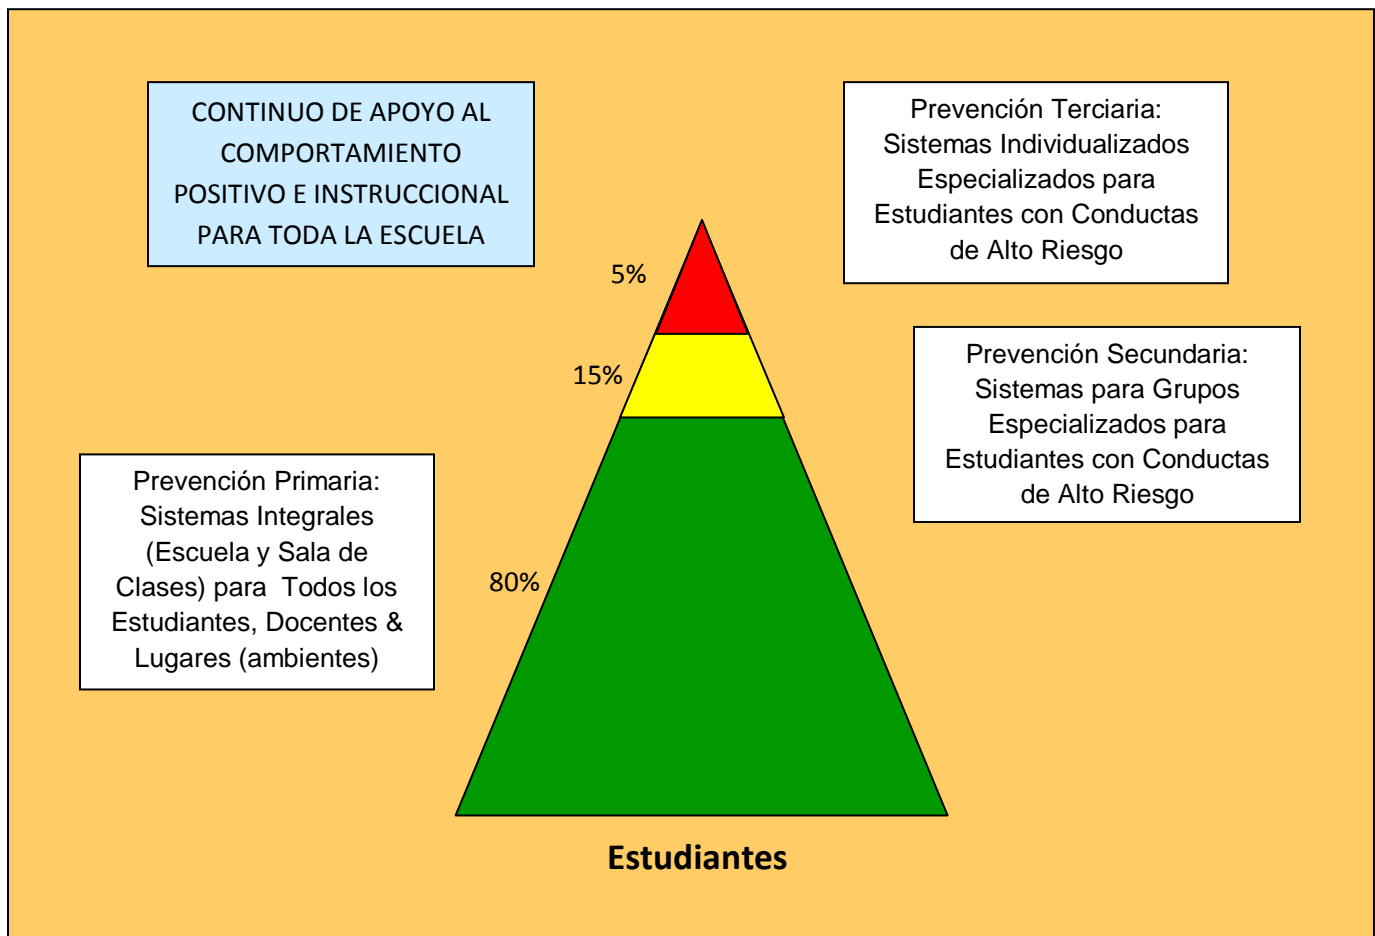 CONTINUO DE APOYO AL
COMPORTAMIENTO
POSITIVO E INSTRUCCIONAL
PARA TODA LA ESCUELA
Prevención Terciaria:
Sistemas Individualizados
Especializados para
Estudiantes con Conductas
de Alto Riesgo
5%
15%
Prevención Secundaria:
Sistemas para Grupos
Especializados para
Estudiantes con Conductas
de Alto Riesgo
Prevención Primaria:
Sistemas Integrales
(Escuela y Sala de
Clases) para  Todos los
Estudiantes, Docentes &
Lugares (ambientes)
80%
Estudiantes